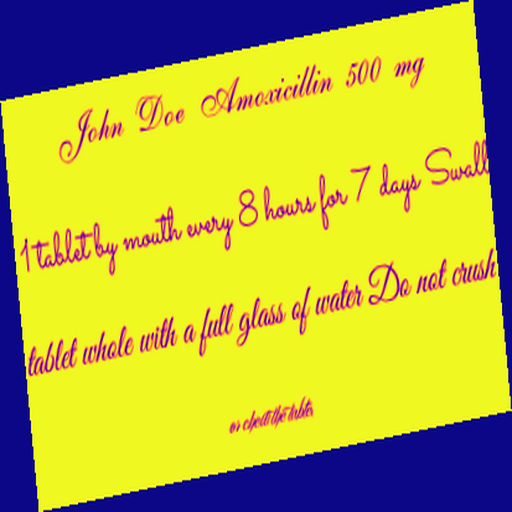 John Doe Amoxicillin 500 mg
1 tablet by mouth every 8 hours for 7 days Swall
tablet whole with a full glass of water Do not crush
or